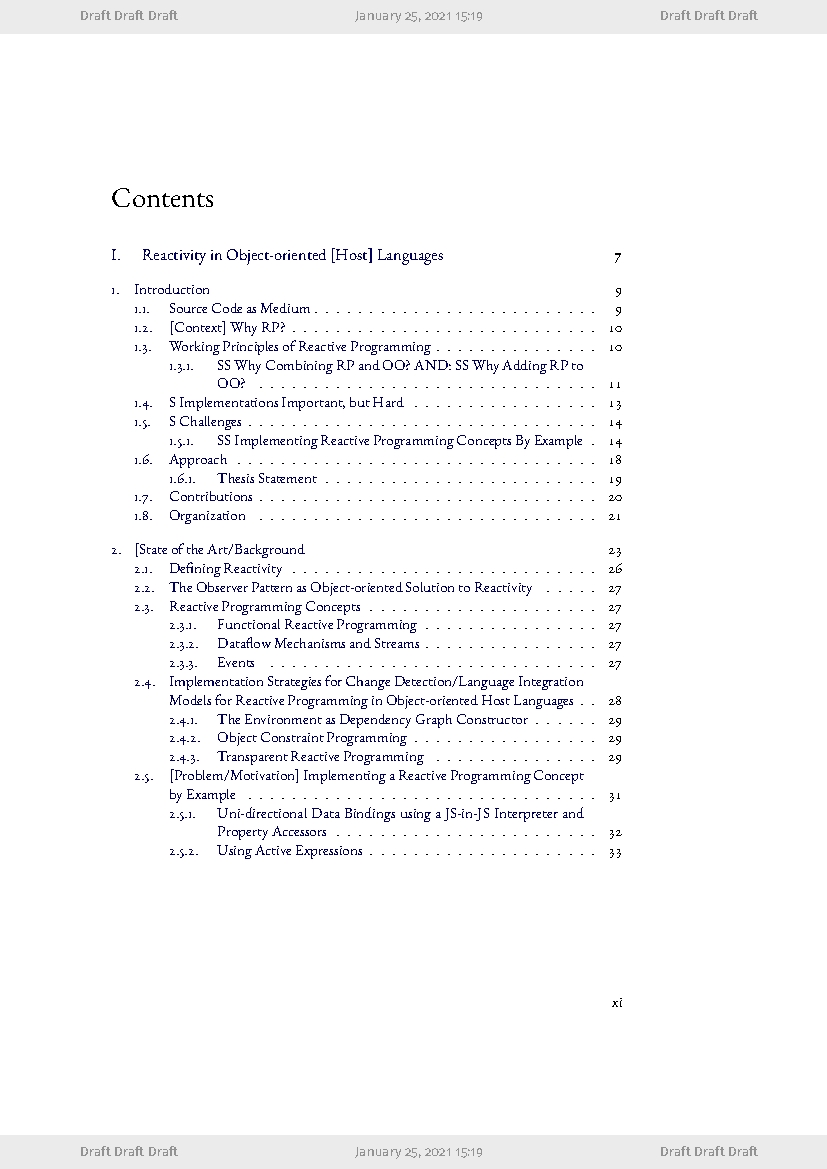 Draft Draft Draft January 25, 2021 15:19 Draft Draft Draft
Contents
I. Reactivity in Object-oriented [Host] Languages 7
1. Introduction 9
1.1. Source Code as Medium . . . . . . . . . . . . . . . . . . . . . . . . . . 9
1.2. [Context] Why RP? . . . . . . . . . . . . . . . . . . . . . . . . . . . . 10
1.3. Working Principles of Reactive Programming . . . . . . . . . . . . . . . 10
1.3.1. SS Why Combining RP and OO? AND: SS Why Adding RP to
OO? . . . . . . . . . . . . . . . . . . . . . . . . . . . . . . . 11
1.4. S Implementations Important, but Hard . . . . . . . . . . . . . . . . . 13
1.5. S Challenges . . . . . . . . . . . . . . . . . . . . . . . . . . . . . . . . 14
1.5.1. SS Implementing Reactive Programming Concepts By Example . 14
1.6. Approach . . . . . . . . . . . . . . . . . . . . . . . . . . . . . . . . . 18
1.6.1. Thesis Statement . . . . . . . . . . . . . . . . . . . . . . . . . 19
1.7. Contributions . . . . . . . . . . . . . . . . . . . . . . . . . . . . . . . 20
1.8. Organization . . . . . . . . . . . . . . . . . . . . . . . . . . . . . . . 21
2. [State of the Art/Background 23
2.1. Defining Reactivity . . . . . . . . . . . . . . . . . . . . . . . . . . . . 26
2.2. The Observer Pattern as Object-oriented Solution to Reactivity . . . . . 27
2.3. Reactive Programming Concepts . . . . . . . . . . . . . . . . . . . . . 27
2.3.1. Functional Reactive Programming . . . . . . . . . . . . . . . . 27
2.3.2. Dataflow Mechanisms and Streams . . . . . . . . . . . . . . . . 27
2.3.3. Events . . . . . . . . . . . . . . . . . . . . . . . . . . . . . . 27
2.4. Implementation Strategies for Change Detection/Language Integration
Models for Reactive Programming in Object-oriented Host Languages . . 28
2.4.1. The Environment as Dependency Graph Constructor . . . . . . 29
2.4.2. Object Constraint Programming . . . . . . . . . . . . . . . . . 29
2.4.3. Transparent Reactive Programming . . . . . . . . . . . . . . . 29
2.5. [Problem/Motivation] Implementing a Reactive Programming Concept
by Example . . . . . . . . . . . . . . . . . . . . . . . . . . . . . . . . 31
2.5.1. Uni-directional Data Bindings using a JS-in-JS Interpreter and
Property Accessors . . . . . . . . . . . . . . . . . . . . . . . . 32
2.5.2. Using Active Expressions . . . . . . . . . . . . . . . . . . . . . 33
xi
Draft Draft Draft January 25, 2021 15:19 Draft Draft Draft